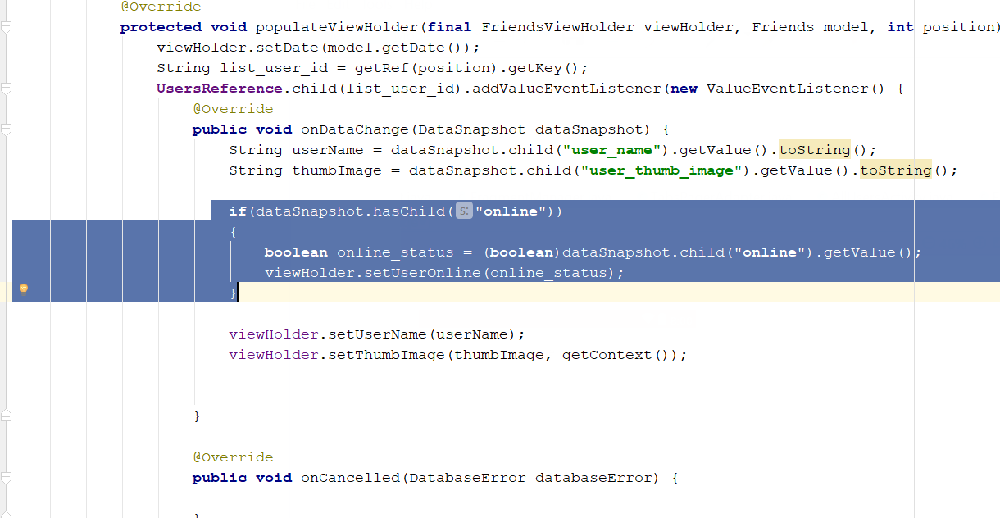 @Override
protected void populateViewHolder(final FriendsViewHolder viewHolder, Friends model, int position)
viewHolder.setDate(model.getDate());
String list_user_id = getRef(position).getKey();
UsersReference.child(list_user_id).addValueEventListener(new ValueEventListener() {
@Override
public void onDataChange(DataSnapshot dataSnapshot) {
String userName = dataSnapshot.child("user_name").getValue().toString();
String thumbImage = dataSnapshot.child("user_thumb_image").getValue().toString();
if(dataSnapshot.hasChild( s: "online"))
{
boolean online_status = (boolean)dataSnapshot.child("online").getValue();
viewHolder.setUserOnline(online_status);
}
viewHolder.setUserName(userName);
viewHolder.setThumbImage(thumbImage, getContext());
}
@Override
public void onCancelled(DatabaseError databaseError) {
}